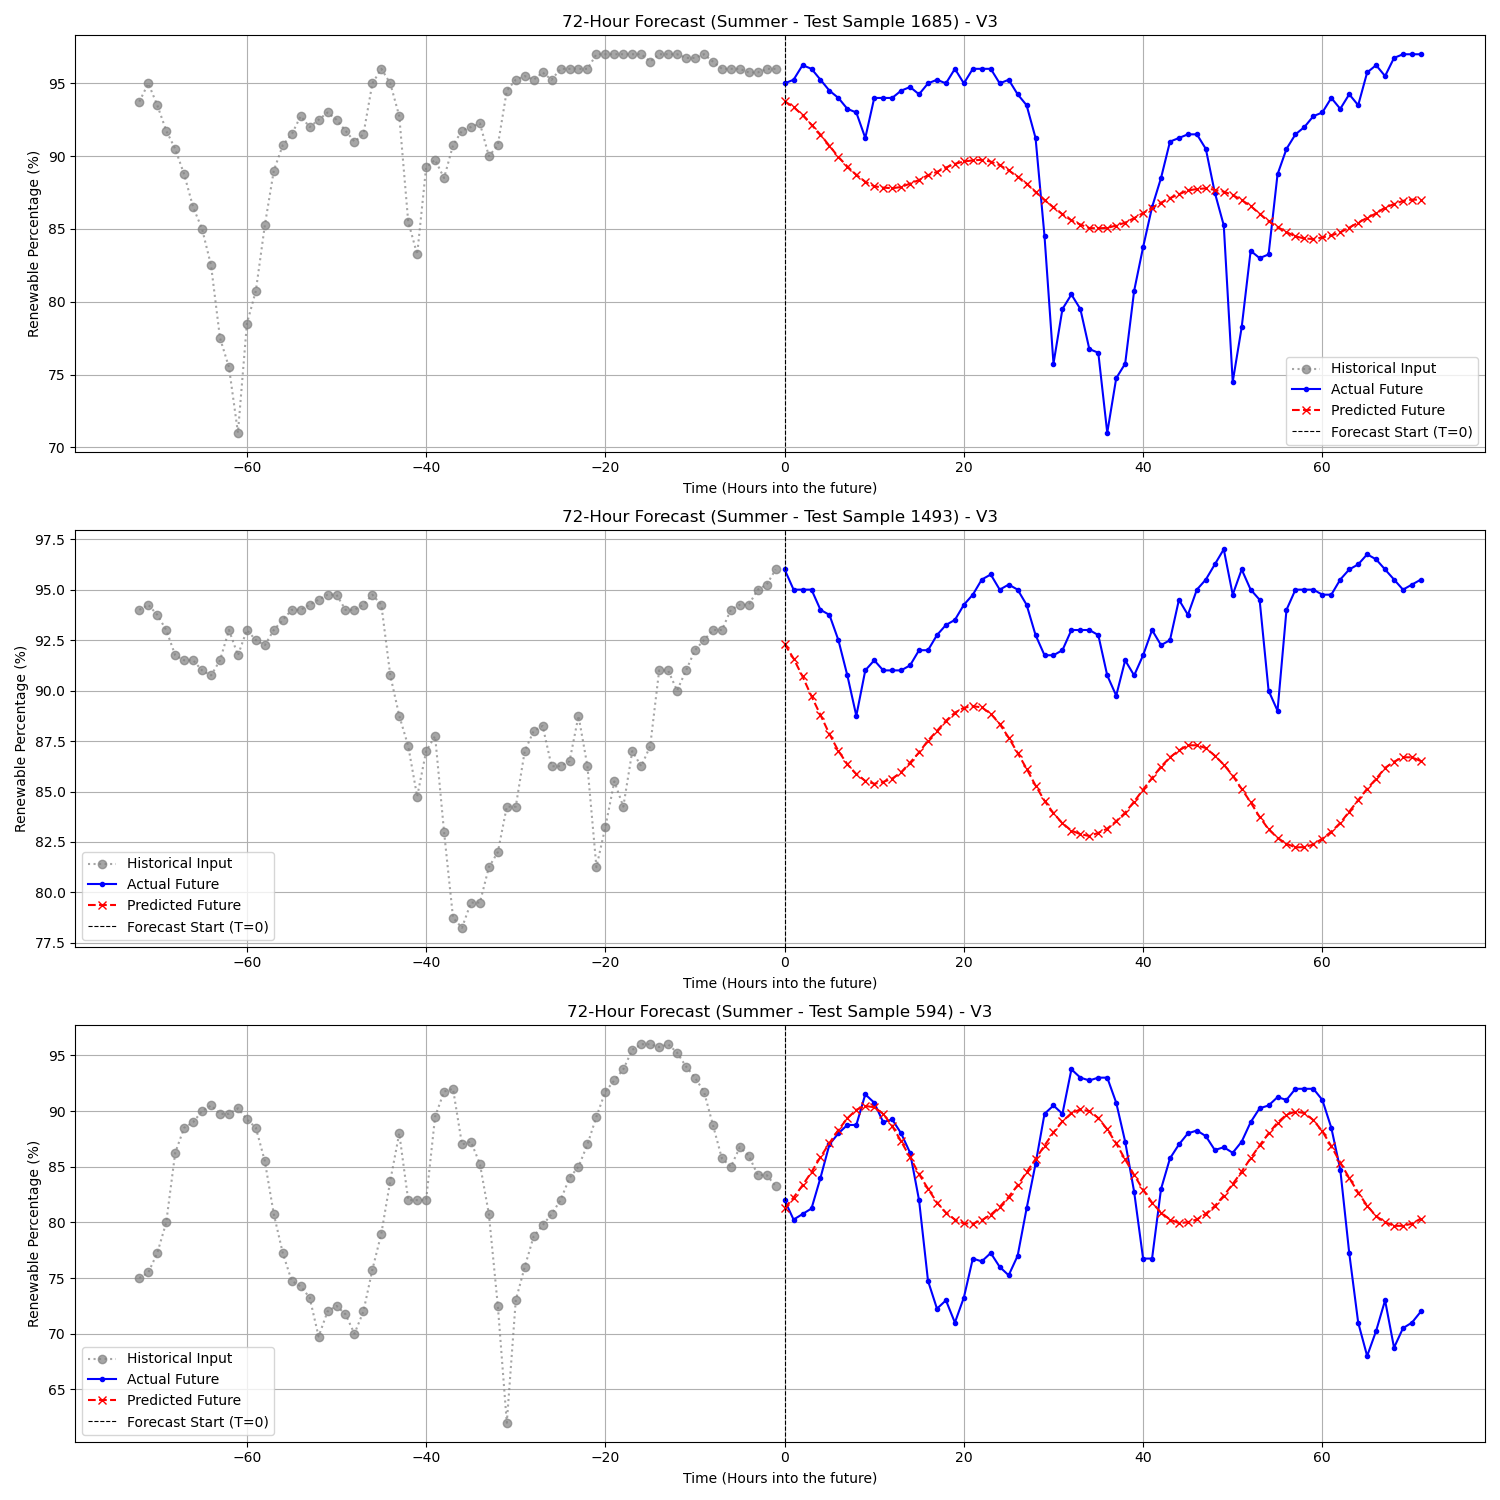 72-Hour Forecast (Summer - Test Sample 1685) - V3
Renewable Percentage (%)
95
90
85
80
75
70
Historical Input
Actual Future
Predicted Future
Forecast Start (T=0)
−60 −40 −20 0 20 40 60
Time (Hours into the future)
72-Hour Forecast (Summer - Test Sample 1493) - V3
Renewable Percentage (%)
97.5
95.0
92.5
90.0
87.5
85.0
82.5
80.0
77.5
Historical Input
Actual Future
Predicted Future
Forecast Start (T=0)
−60 −40 −20 0 20 40 60
Time (Hours into the future)
72-Hour Forecast (Summer - Test Sample 594) - V3
Renewable Percentage (%)
95
90
85
80
75
70
65
Historical Input
Actual Future
Predicted Future
Forecast Start (T=0)
−60 −40 −20 0 20 40 60
Time (Hours into the future)